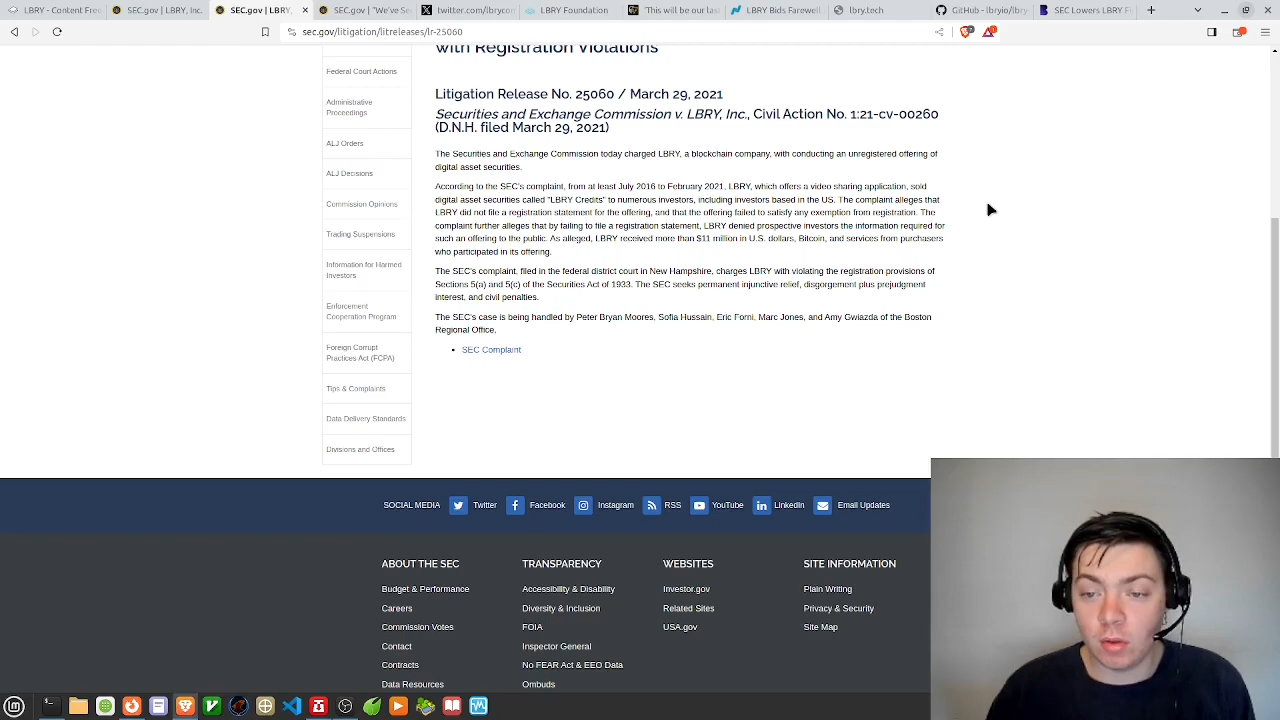 LBRY - Content Free
SEC.gov | LBRY, Inc.
SEC.gov | LBRY,
SEC.gov | "We've Se
twitter.com/lbrycom
LBRY Foundation
'This will be our last
LBRY Bids Farewell
lbry.tech
GitHub - lbryio/lbry
SEC Lowers LBRY Fi
sec.gov/litigation/litreleases/lr-25060
with Registration Violations
Litigation Release No. 25060 / March 29, 2021
Securities and Exchange Commission v. LBRY, Inc., Civil Action No. 1:21-cv-00260
(D.N.H. filed March 29, 2021)
The Securities and Exchange Commission today charged LBRY, a blockchain company, with conducting an unregistered offering of
digital asset securities.
According to the SEC's complaint, from at least July 2016 to February 2021, LBRY, which offers a video sharing application, sold
digital asset securities called "LBRY Credits" to numerous investors, including investors based in the US. The complaint alleges that
LBRY did not file a registration statement for the offering, and that the offering failed to satisfy any exemption from registration. The
complaint further alleges that by failing to file a registration statement, LBRY denied prospective investors the information required for
such an offering to the public. As alleged, LBRY received more than $11 million in U.S. dollars, Bitcoin, and services from purchasers
who participated in its offering.
The SEC's complaint, filed in the federal district court in New Hampshire, charges LBRY with violating the registration provisions of
Sections 5(a) and 5(c) of the Securities Act of 1933. The SEC seeks permanent injunctive relief, disgorgement plus prejudgment
interest, and civil penalties.
The SEC's case is being handled by Peter Bryan Moores, Sofia Hussain, Eric Forni, Marc Jones, and Amy Gwiazda of the Boston
Regional Office.
SEC Complaint
Federal Court Actions
Administrative
Proceedings
ALJ Orders
ALJ Decisions
Commission Opinions
Trading Suspensions
Information for Harmed
Investors
Enforcement
Cooperation Program
Foreign Corrupt
Practices Act (FCPA)
Tips & Complaints
Data Delivery Standards
Divisions and Offices
SOCIAL MEDIA
Twitter
Facebook
Instagram
RSS
YouTube
LinkedIn
Email Updates
ABOUT THE SEC
Budget & Performance
Careers
Commission Votes
Contact
Contracts
Data Resources
TRANSPARENCY
Accessibility & Disability
Diversity & Inclusion
FOIA
Inspector General
No FEAR Act & EEO Data
Ombuds
WEBSITES
Investor.gov
Related Sites
USA.gov
SITE INFORMATION
Plain Writing
Privacy & Security
Site Map